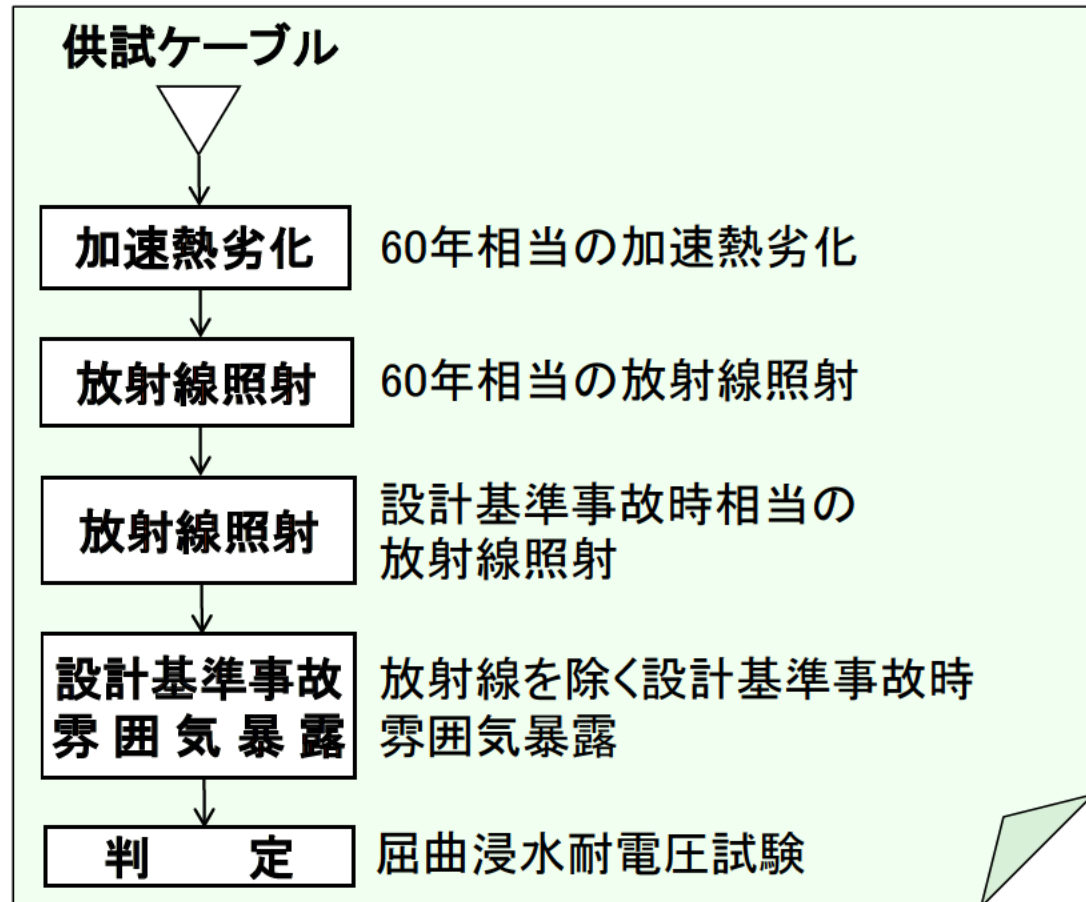 供試ケーブル
加速熱劣化
60年相当の加速熱劣化
放射線照射
60年相当の放射線照射
放射線照射
設計基準事故時相当の
放射線照射
設計基準事故
雰囲気暴露
放射線を除く設計基準事故時
雰囲気暴露
判 定
屈曲浸水耐電圧試験